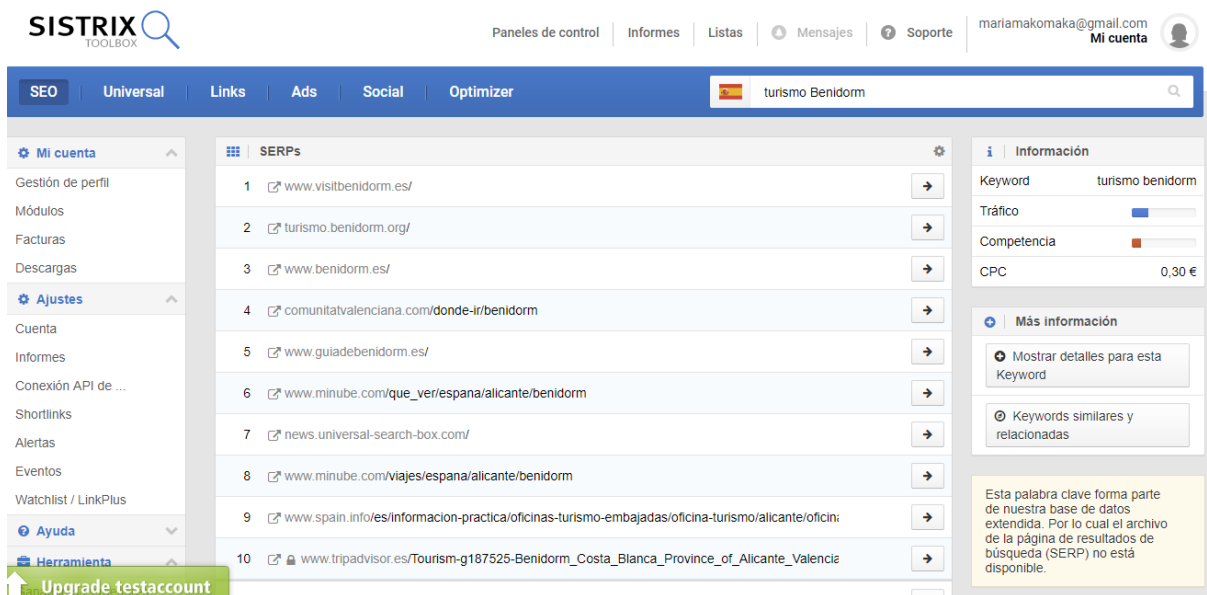 SISTRIX
TOOLBOX
Paneles de control
Informes
Listas
Mensajes
Soporte
mariamakomaka@gmail.com
Mi cuenta
SEO
Universal
Links
Ads
Social
Optimizer
turismo Benidorm
Mi cuenta
Gestión de perfil
Módulos
Facturas
Descargas
Ajustes
Cuenta
Informes
Conexión API de ...
Shortlinks
Alertas
Eventos
Watchlist / LinkPlus
Ayuda
Herramienta
Upgrade testaccount
SERPs
1 www.visitbenidorm.es/
2 turismo.benidorm.org/
3 www.benidorm.es/
4 comunitatvalenciana.com/donde-ir/benidorm
5 www.guiadebenidorm.es/
6 www.minube.com/que_ver/espana/alicante/benidorm
7 news.universal-search-box.com/
8 www.minube.com/viajes/espana/alicante/benidorm
9 www.spain.info/es/informacion-practica/oficinas-turismo-embajadas/oficina-turismo/alicante/oficina
10 www.tripadvisor.es/Tourism-g187525-Benidorm_Costa_Blanca_Province_of_Alicante_Valencia
Información
Keyword turismo benidorm
Tráfico
Competencia
CPC 0,30 €
Más información
Mostrar detalles para esta
Keyword
Keywords similares y
relacionadas
Esta palabra clave forma parte
de nuestra base de datos
extendida. Por lo cual el archivo
de la página de resultados de
búsqueda (SERP) no está
disponible.